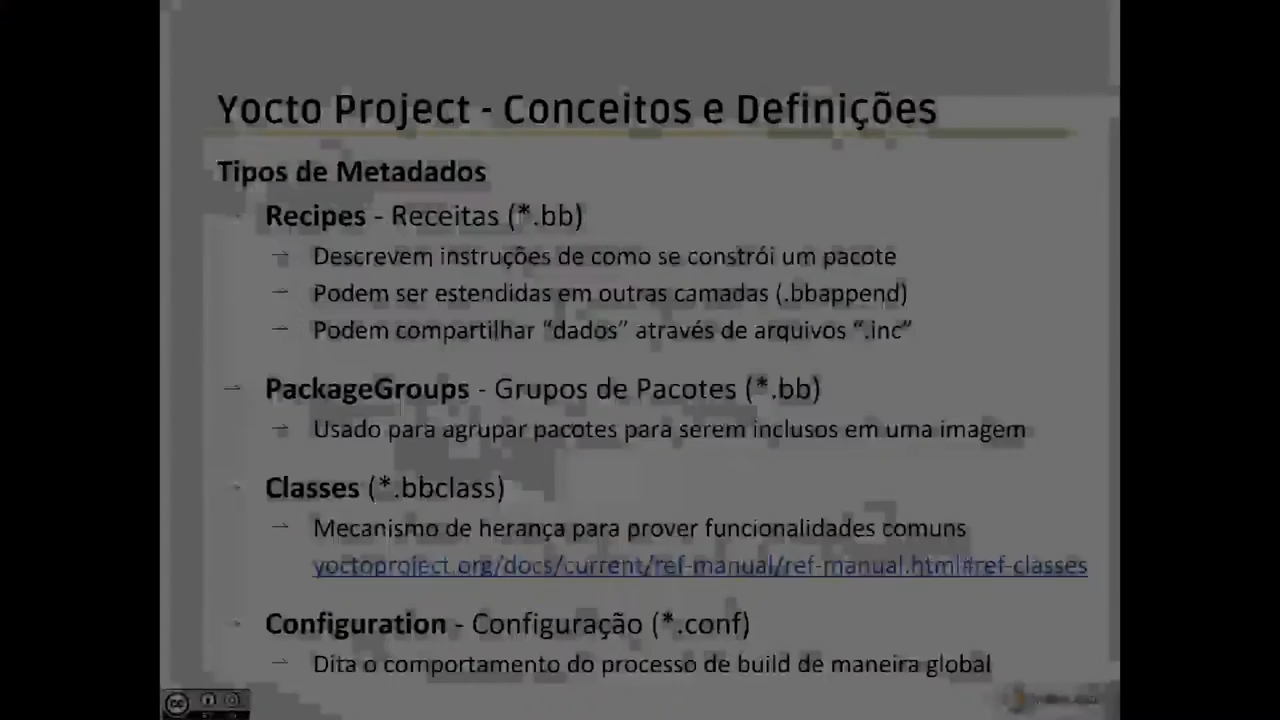 Yocto Project - Conceitos e Definições
Tipos de Metadados
Recipes - Receitas (*.bb)
Descrevem instruções de como se constrói um pacote
Podem ser estendidas em outras camadas (.bbappend)
Podem compartilhar “dados” através de arquivos “.inc”
PackageGroups - Grupos de Pacotes (*.bb)
Usado para agrupar pacotes para serem inclusos em uma imagem
Classes (*.bbclass)
Mecanismo de herança para prover funcionalidades comuns
yoctoproject.org/docs/current/ref-manual/ref-manual.html#ref-classes
Configuration - Configuração (*.conf)
Dita o comportamento do processo de build de maneira global
cc